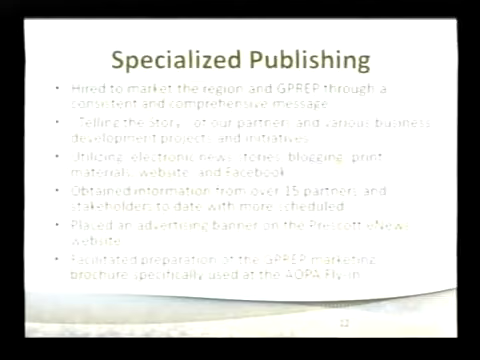 Specialized Publishing
• Hired to market the region and GPREP through a
consistent and comprehensive message
• "Telling the Story" of our partners and various business
development projects and initiatives
• Utilizing electronic news stories, blogging, print
materials, website, and Facebook
• Obtained information from over 15 partners and
stakeholders to date with more scheduled
• Placed an advertising banner on the Prescott eNews
website
• Facilitated preparation of the GPREP marketing
brochure specifically used at the AOPA Fly-in
12